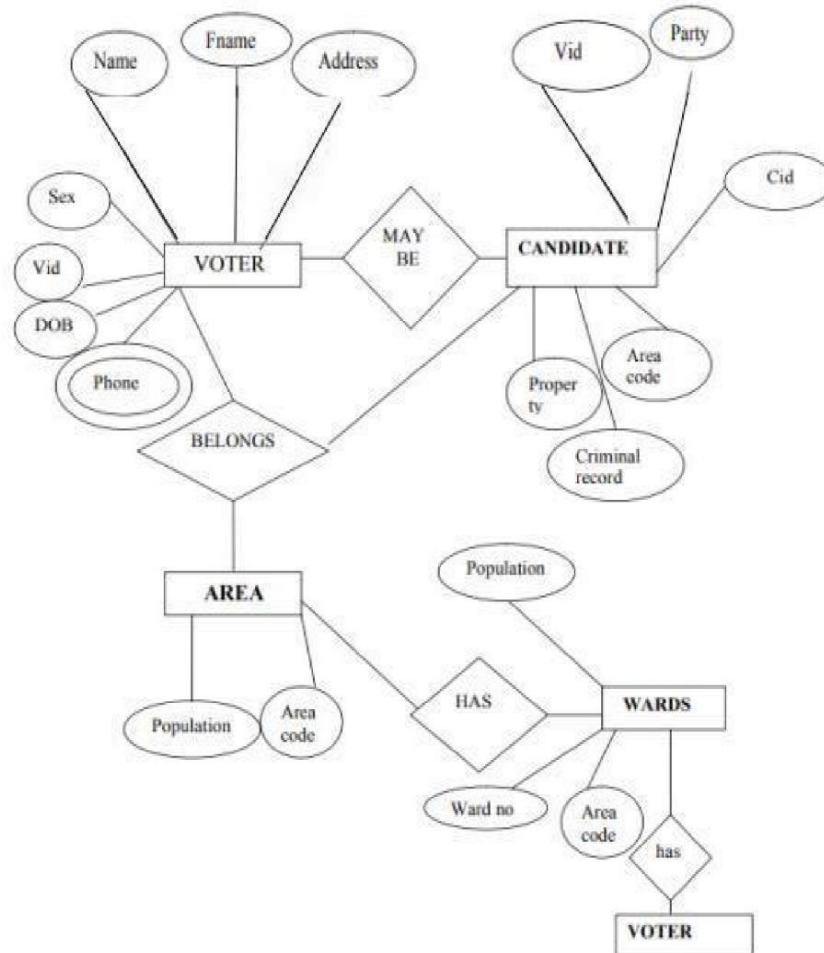 Fname
Name
Address
Vid
Party
Sex
Cid
MAY
BE
VOTER
CANDIDATE
Vid
DOB
Phone
Proper
ty
Area
code
BELONGS
Criminal
record
AREA
Population
Population
Area
code
HAS
WARDS
Ward no
Area
code
has
VOTER